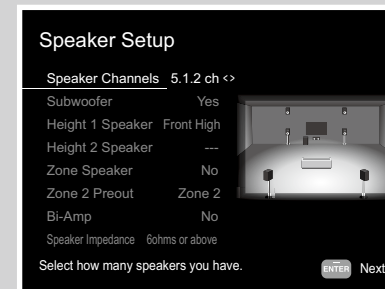 Speaker Setup
Speaker Channels 5.1.2 ch <>
Subwoofer Yes
Height 1 Speaker Front High
Height 2 Speaker ---
Zone Speaker No
Zone 2 Preout Zone 2
Bi-Amp No
Speaker Impedance 6ohms or above
Select how many speakers you have.
ENTER Next